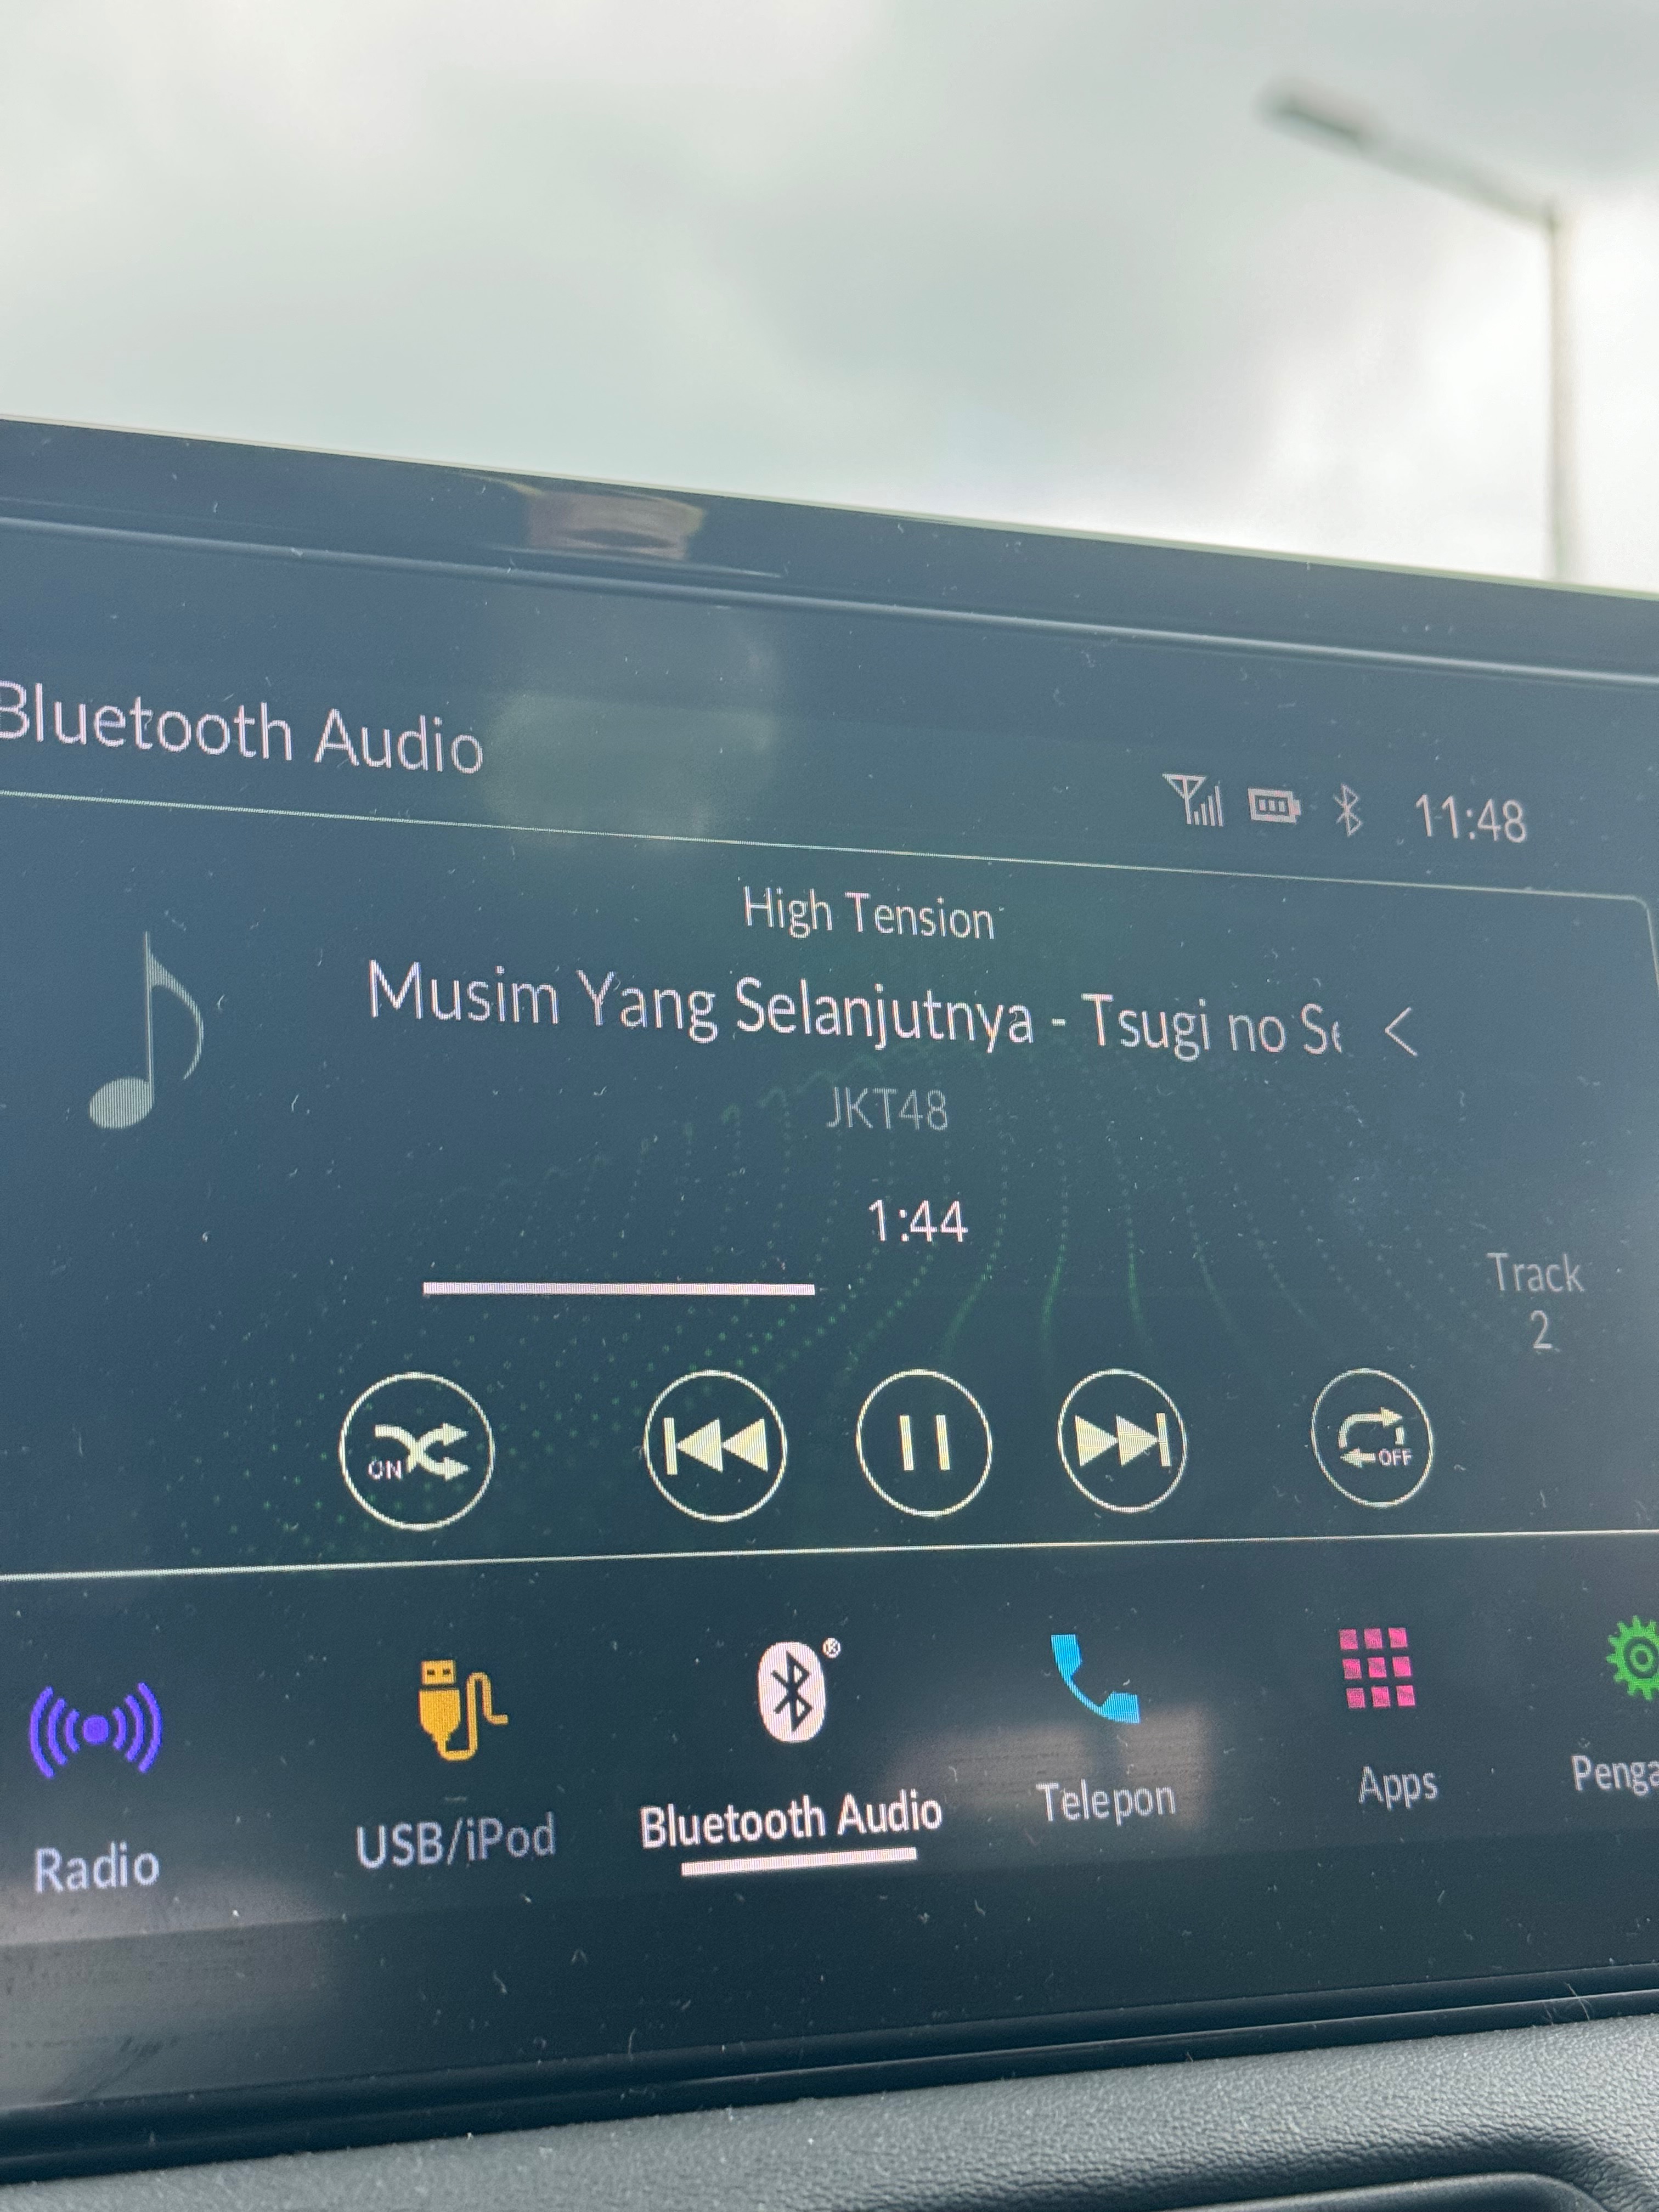 Bluetooth Audio
11:48
High Tension
Musim Yang Selanjutnya - Tsugi no
JKT48
1:44
Track
2
ON
OFF
Radio
USB/iPod
Bluetooth Audio
Telepon
Apps